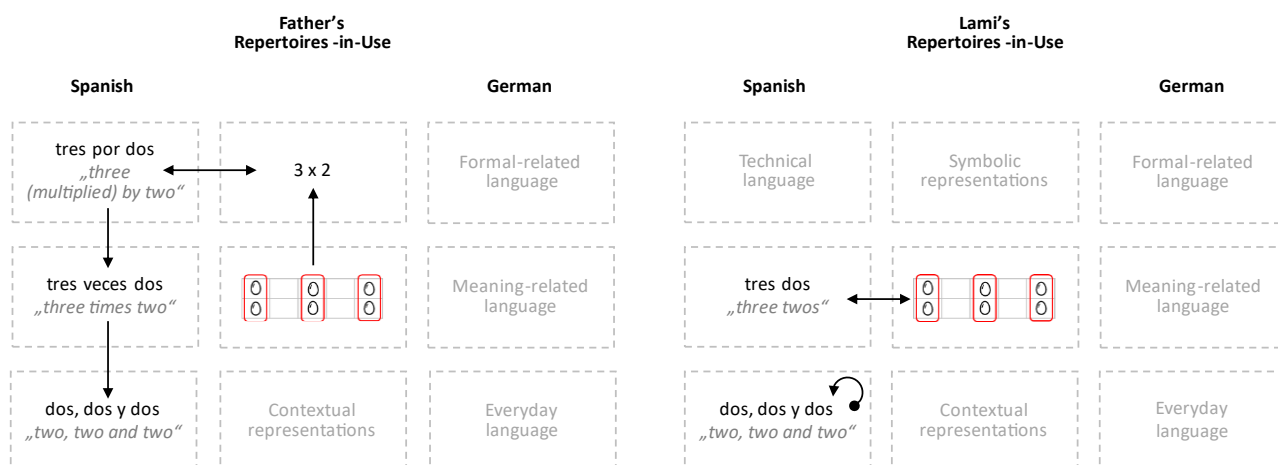 Father's
Repertoires -in-Use
Spanish
German
tres por dos
„three
(multiplied) by two“
3 x 2
Formal-related
language
tres veces dos
„three times two“
Meaning-related
language
dos, dos y dos
„two, two and two“
Contextual
representations
Everyday
language
Lami's
Repertoires -in-Use
Spanish
German
Technical
language
Symbolic
representations
Formal-related
language
tres dos
„three twos“
Meaning-related
language
dos, dos y dos
„two, two and two“
Contextual
representations
Everyday
language